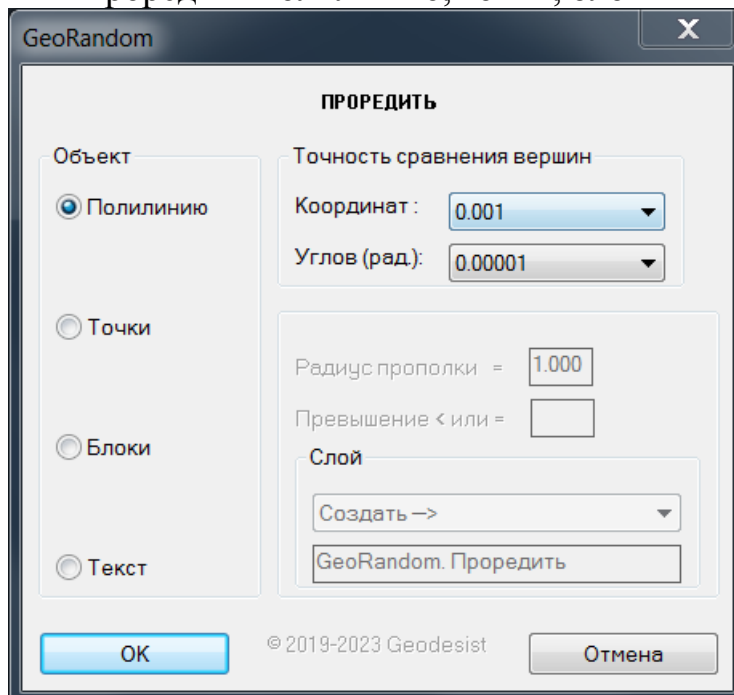 GeoRandom
X
ПРОРЕДИТЬ
Объект
Полилинию
Точки
Блоки
Текст
Точность сравнения вершин
Координат :
0.001
Углов (рад.):
0.00001
Радиус прополки =
1.000
Превышение < или =
Слой
Создать -->
GeoRandom. Проредить
OK
© 2019-2023 Geodesist
Отмена